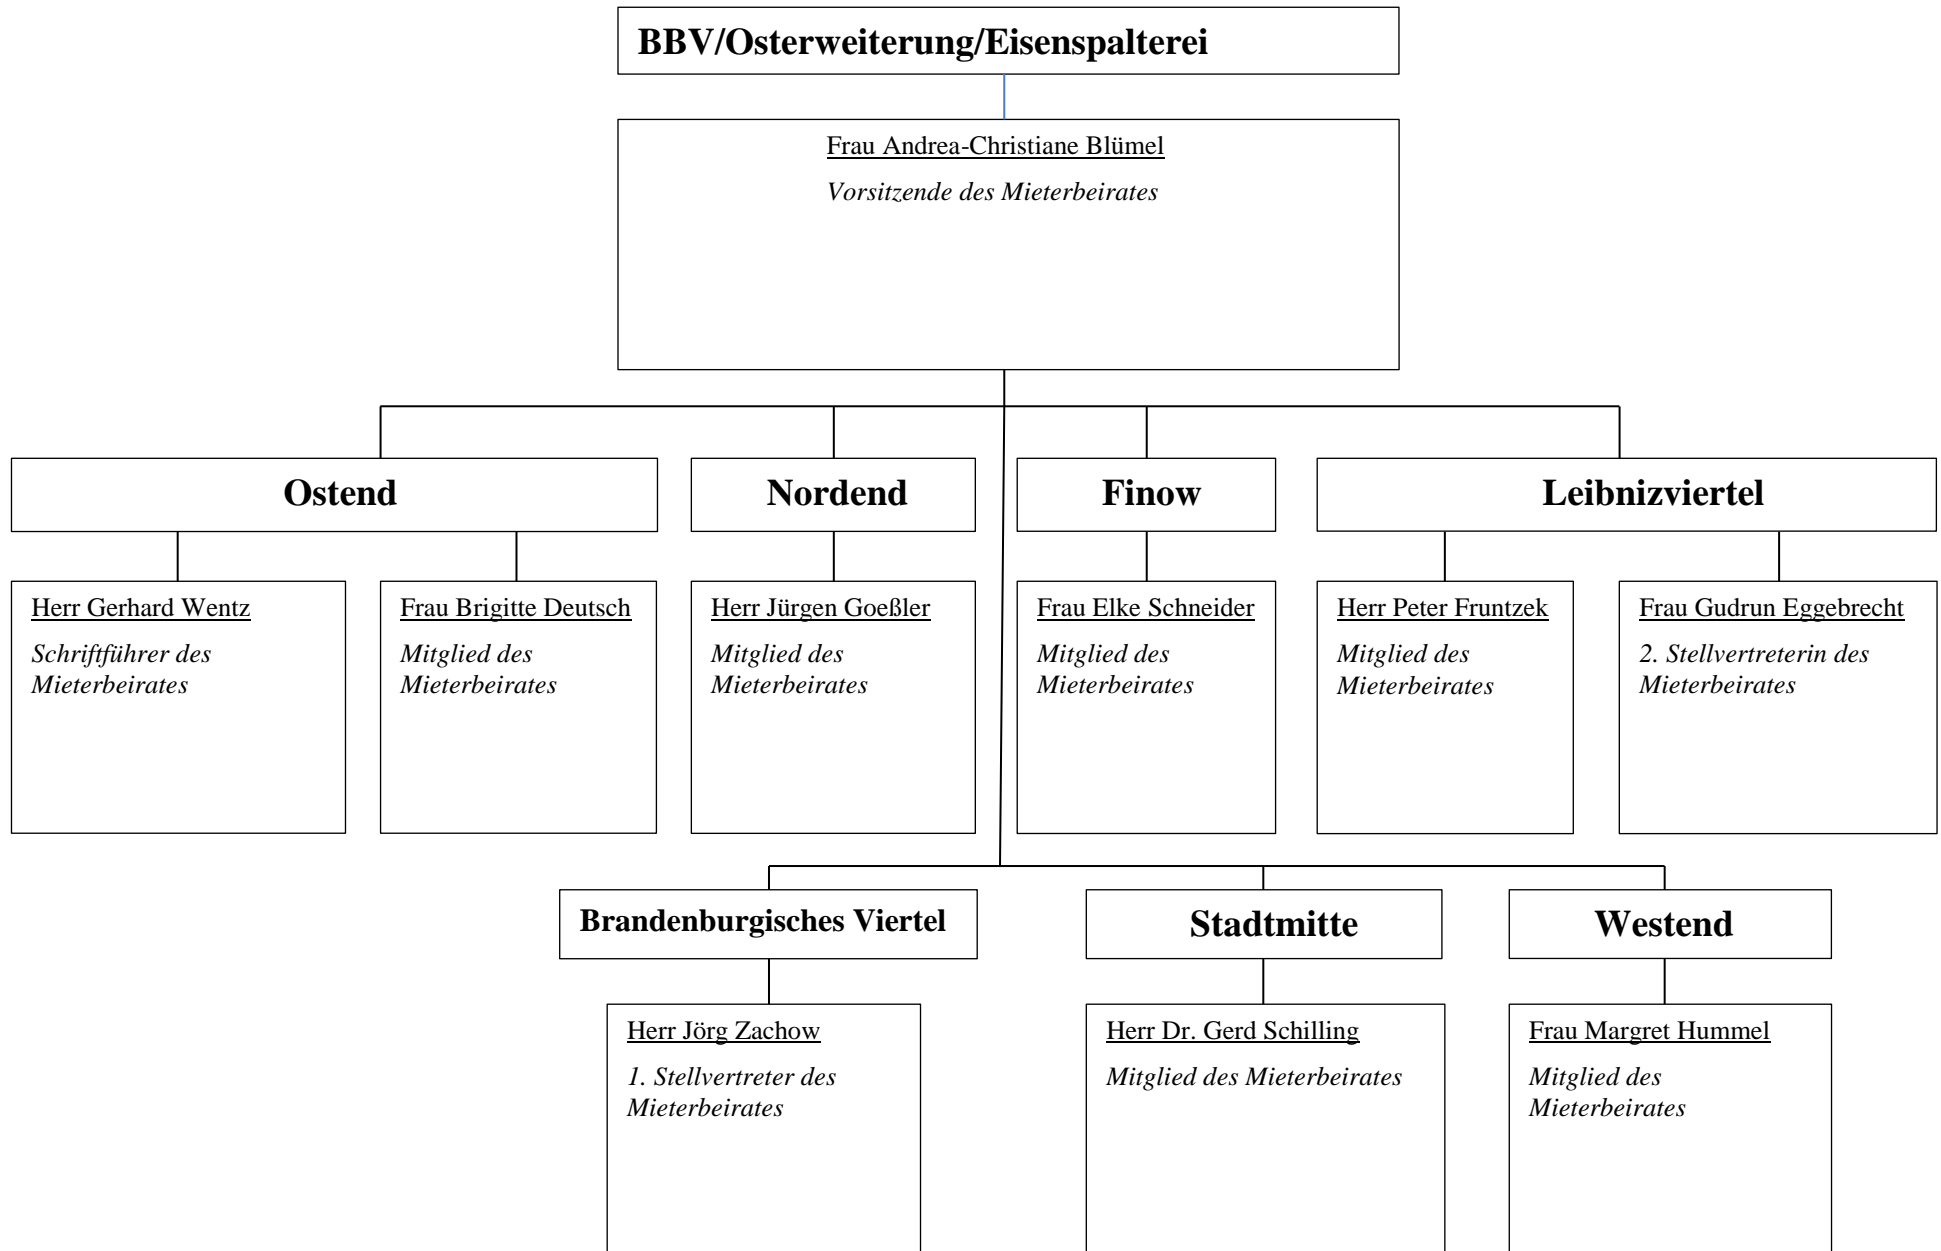 BBV/Osterweiterung/Eisenspalterei
Frau Andrea-Christiane Blümel
Vorsitzende des Mieterbeirates
Ostend
Nordend
Finow
Leibnizviertel
Herr Gerhard Wentz
Schriftführer des
Mieterbeirates
Frau Brigitte Deutsch
Mitglied des
Mieterbeirates
Herr Jürgen Goeßler
Mitglied des
Mieterbeirates
Frau Elke Schneider
Mitglied des
Mieterbeirates
Herr Peter Fruntzek
Mitglied des
Mieterbeirates
Frau Gudrun Eggebrecht
2. Stellvertreterin des
Mieterbeirates
Brandenburgisches Viertel
Stadtmitte
Westend
Herr Jörg Zachow
1. Stellvertreter des
Mieterbeirates
Herr Dr. Gerd Schilling
Mitglied des Mieterbeirates
Frau Margret Hummel
Mitglied des
Mieterbeirates